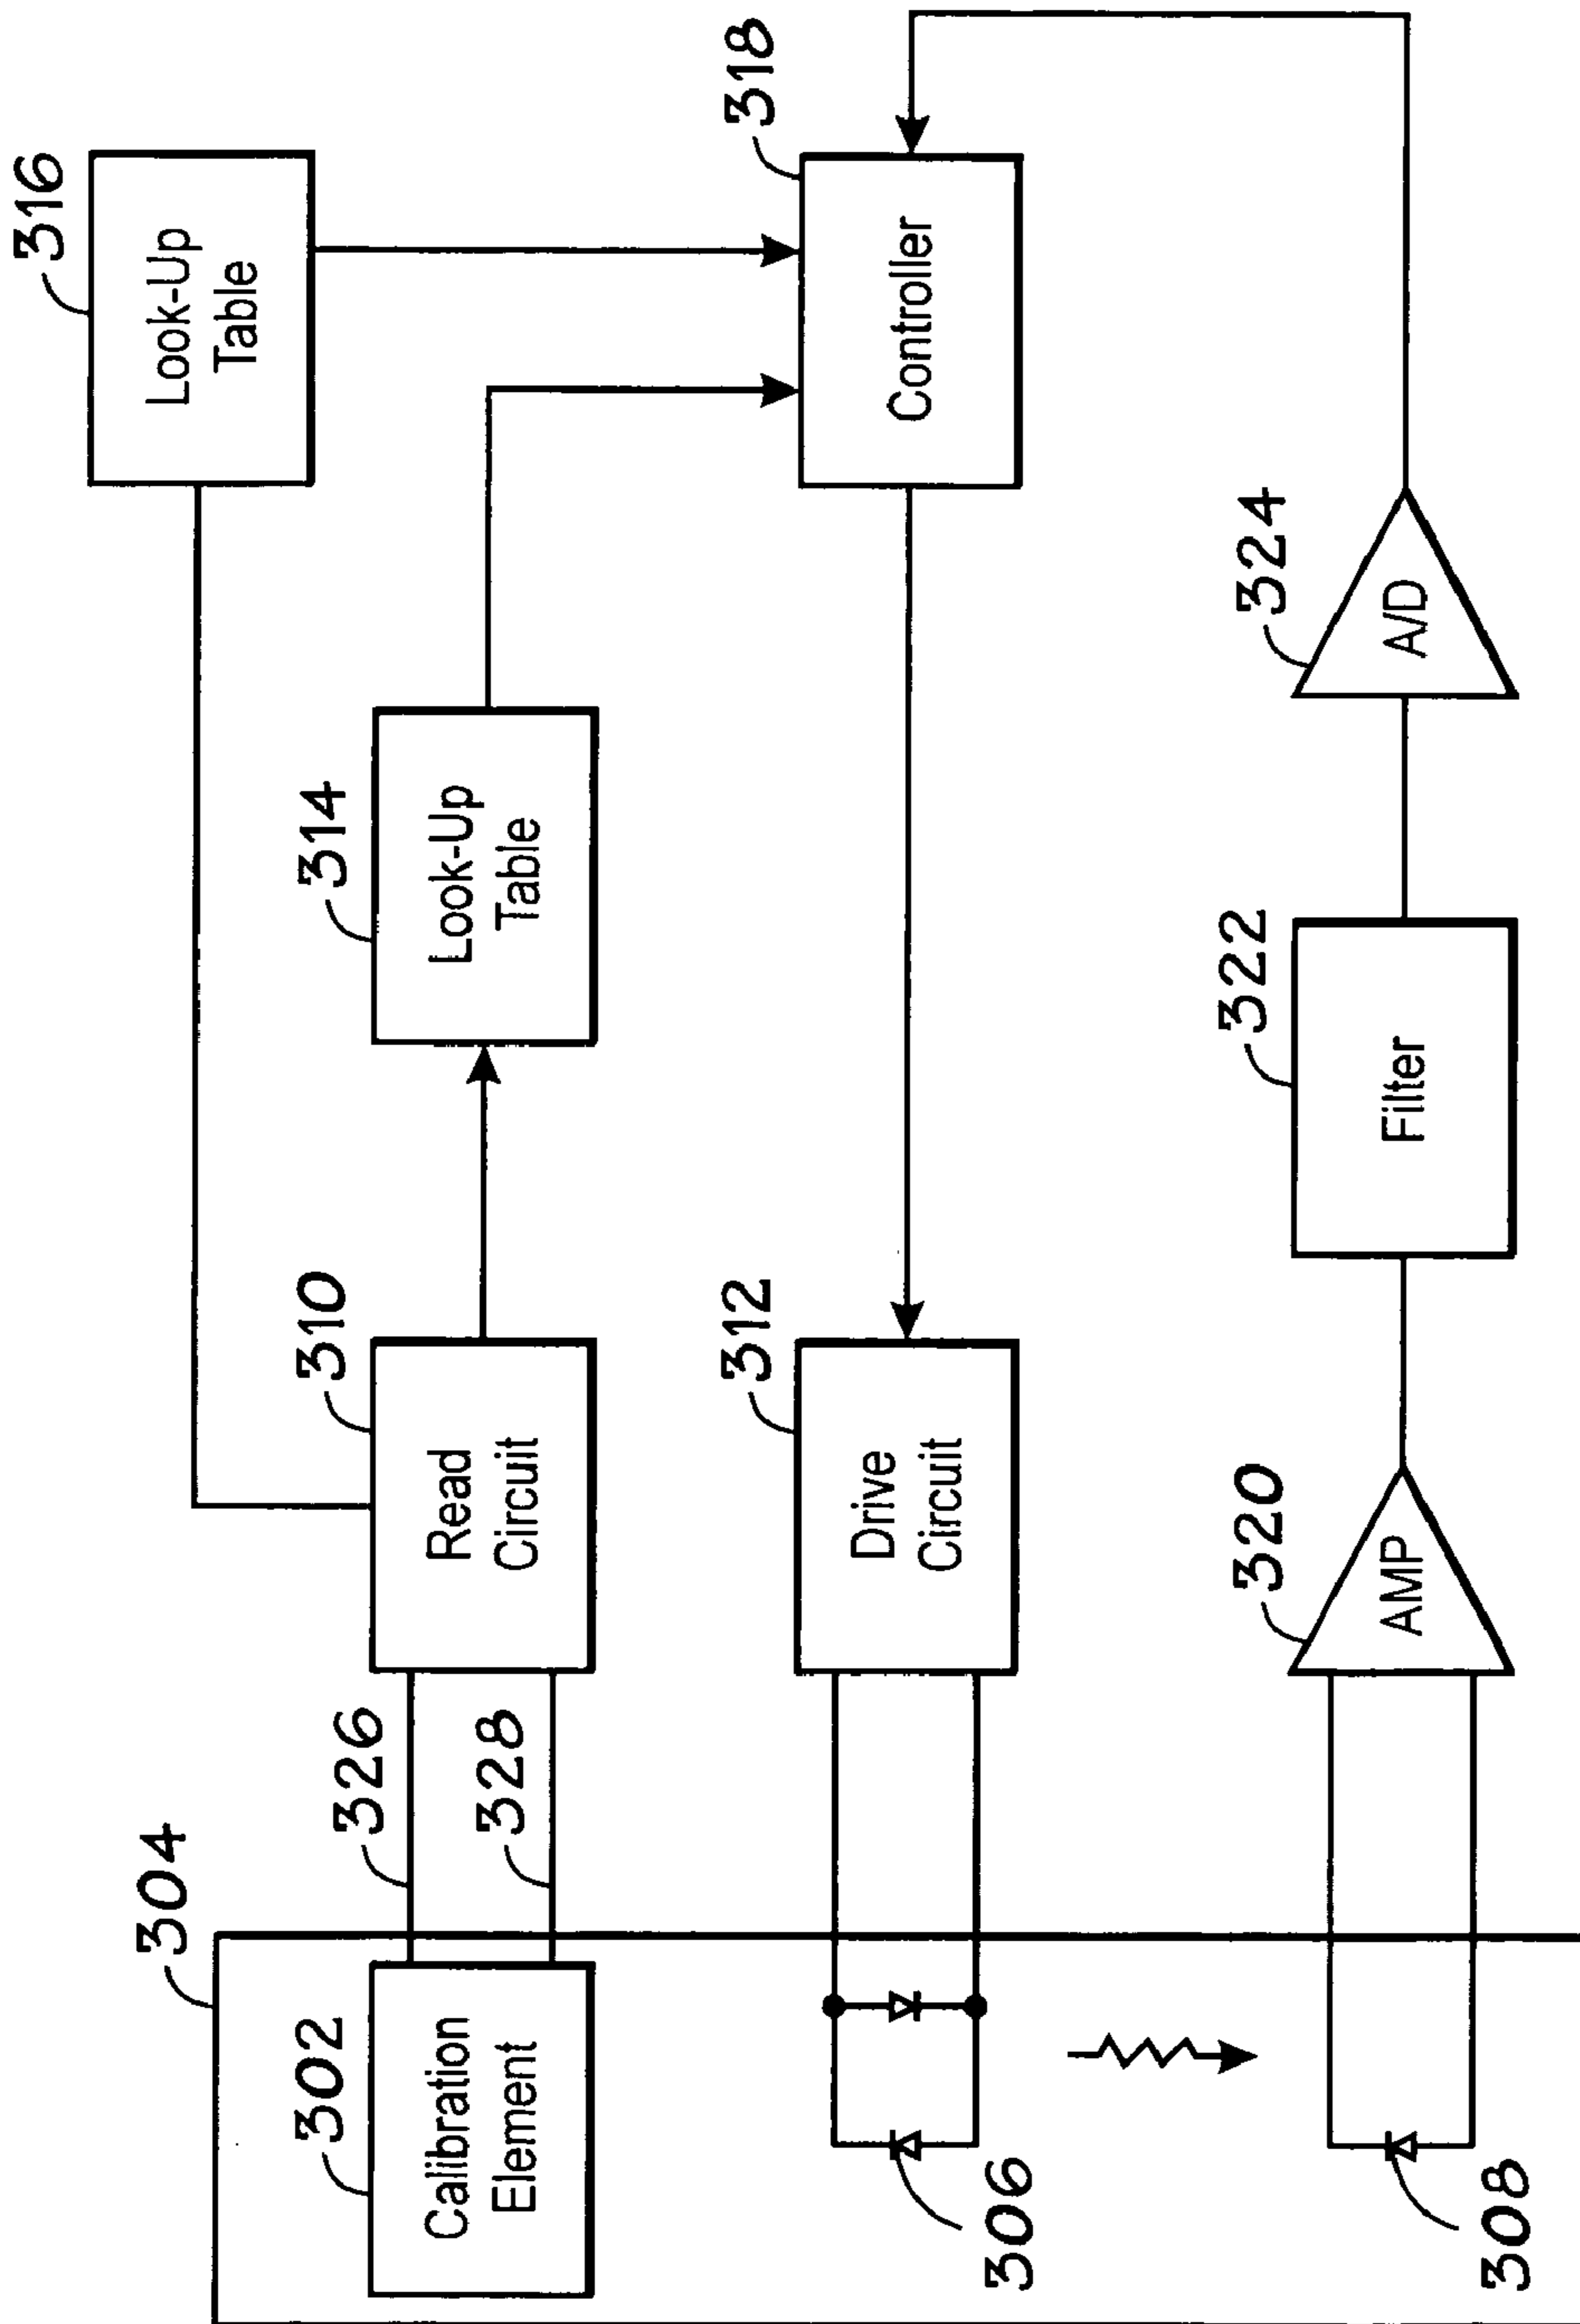 304
302
Calibration
Element
326
328
310
Read
Circuit
314
Look-Up
Table
316
Look-Up
Table
306
312
Drive
Circuit
318
Controller
308
320
AMP
322
Filter
324
A/D